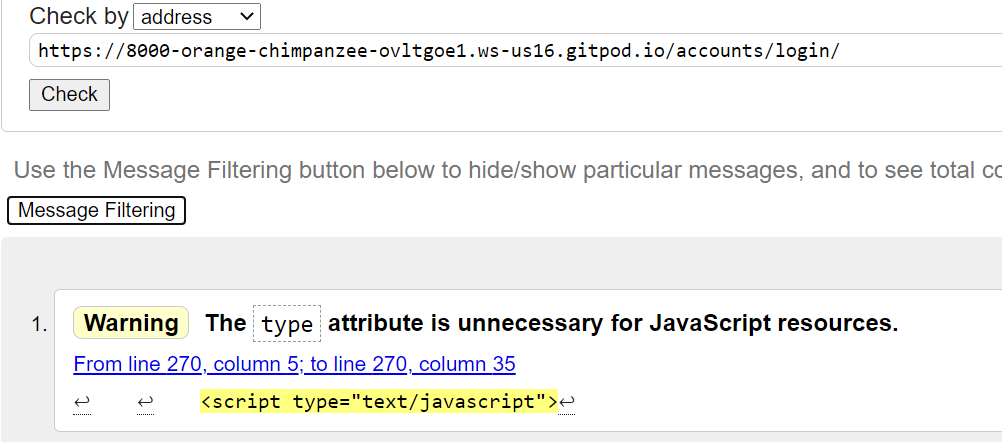 Check by address
https://8000-orange-chimpanzee-ovltgoe1.ws-us16.gitpod.io/accounts/login/
Check
Use the Message Filtering button below to hide/show particular messages, and to see total co
Message Filtering
1. Warning The type attribute is unnecessary for JavaScript resources.
From line 270, column 5; to line 270, column 35
↩ ↩ <script type="text/javascript">↩